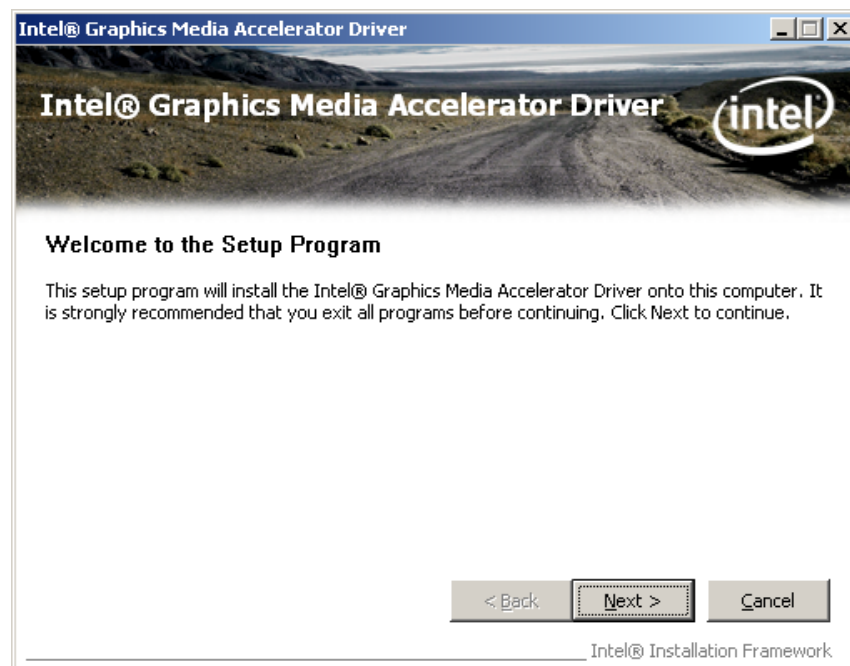 Intel® Graphics Media Accelerator Driver
Intel® Graphics Media Accelerator Driver
intel
Welcome to the Setup Program
This setup program will install the Intel® Graphics Media Accelerator Driver onto this computer. It
is strongly recommended that you exit all programs before continuing. Click Next to continue.
< Back Next > Cancel
Intel® Installation Framework